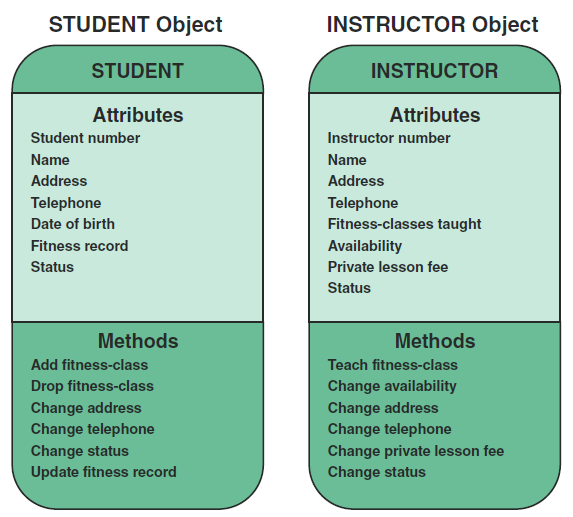 STUDENT Object
STUDENT
Attributes
Student number
Name
Address
Telephone
Date of birth
Fitness record
Status
Methods
Add fitness-class
Drop fitness-class
Change address
Change telephone
Change status
Update fitness record
INSTRUCTOR Object
INSTRUCTOR
Attributes
Instructor number
Name
Address
Telephone
Fitness-classes taught
Availability
Private lesson fee
Status
Methods
Teach fitness-class
Change availability
Change address
Change telephone
Change private lesson fee
Change status